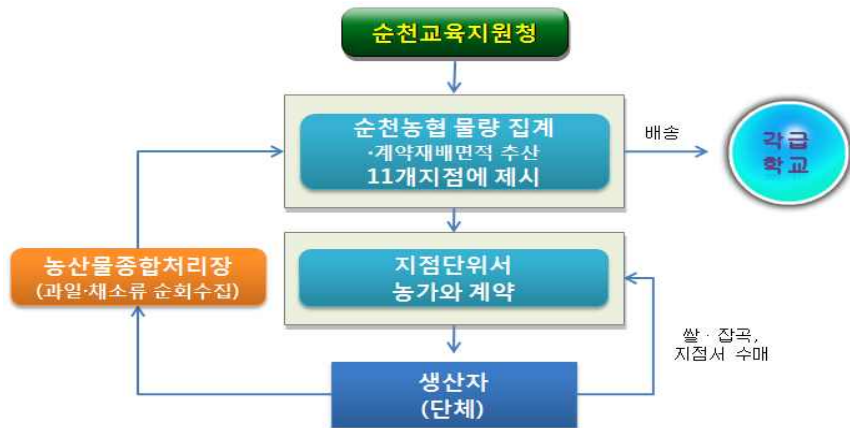 순천교육지원청
순천농협 물량 집계
·계약재배면적 추산
11개지점에 제시
배송
각급
학교
농산물종합처리장
(과일·채소류 순회수집)
지점단위서
농가와 계약
쌀 · 잡곡,
지점서 수매
생산자
(단체)